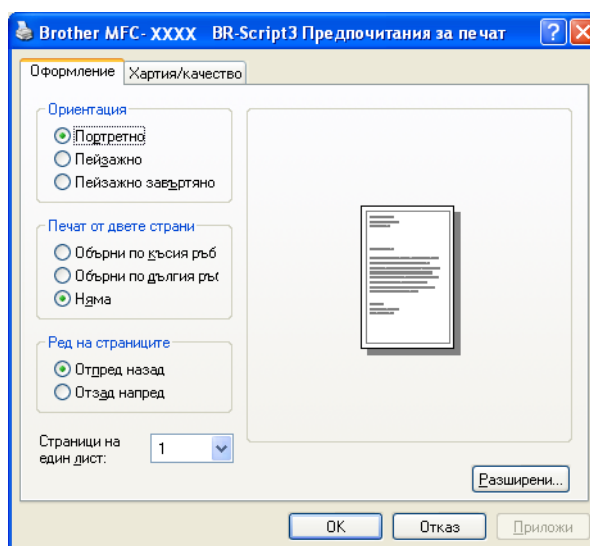 Brother MFC- XXXX BR-Script3 Предпочитания за печат
Оформление
Хартия/качество
Ориентация
Портретно
Пейзажно
Пейзажно завъртяно
Печат от двете страни
Обърни по късия ръб
Обърни по дългия ръб
Няма
Ред на страниците
Отпред назад
Отзад напред
Страници на
един лист:
1
Разширени...
OK
Отказ
Приложи